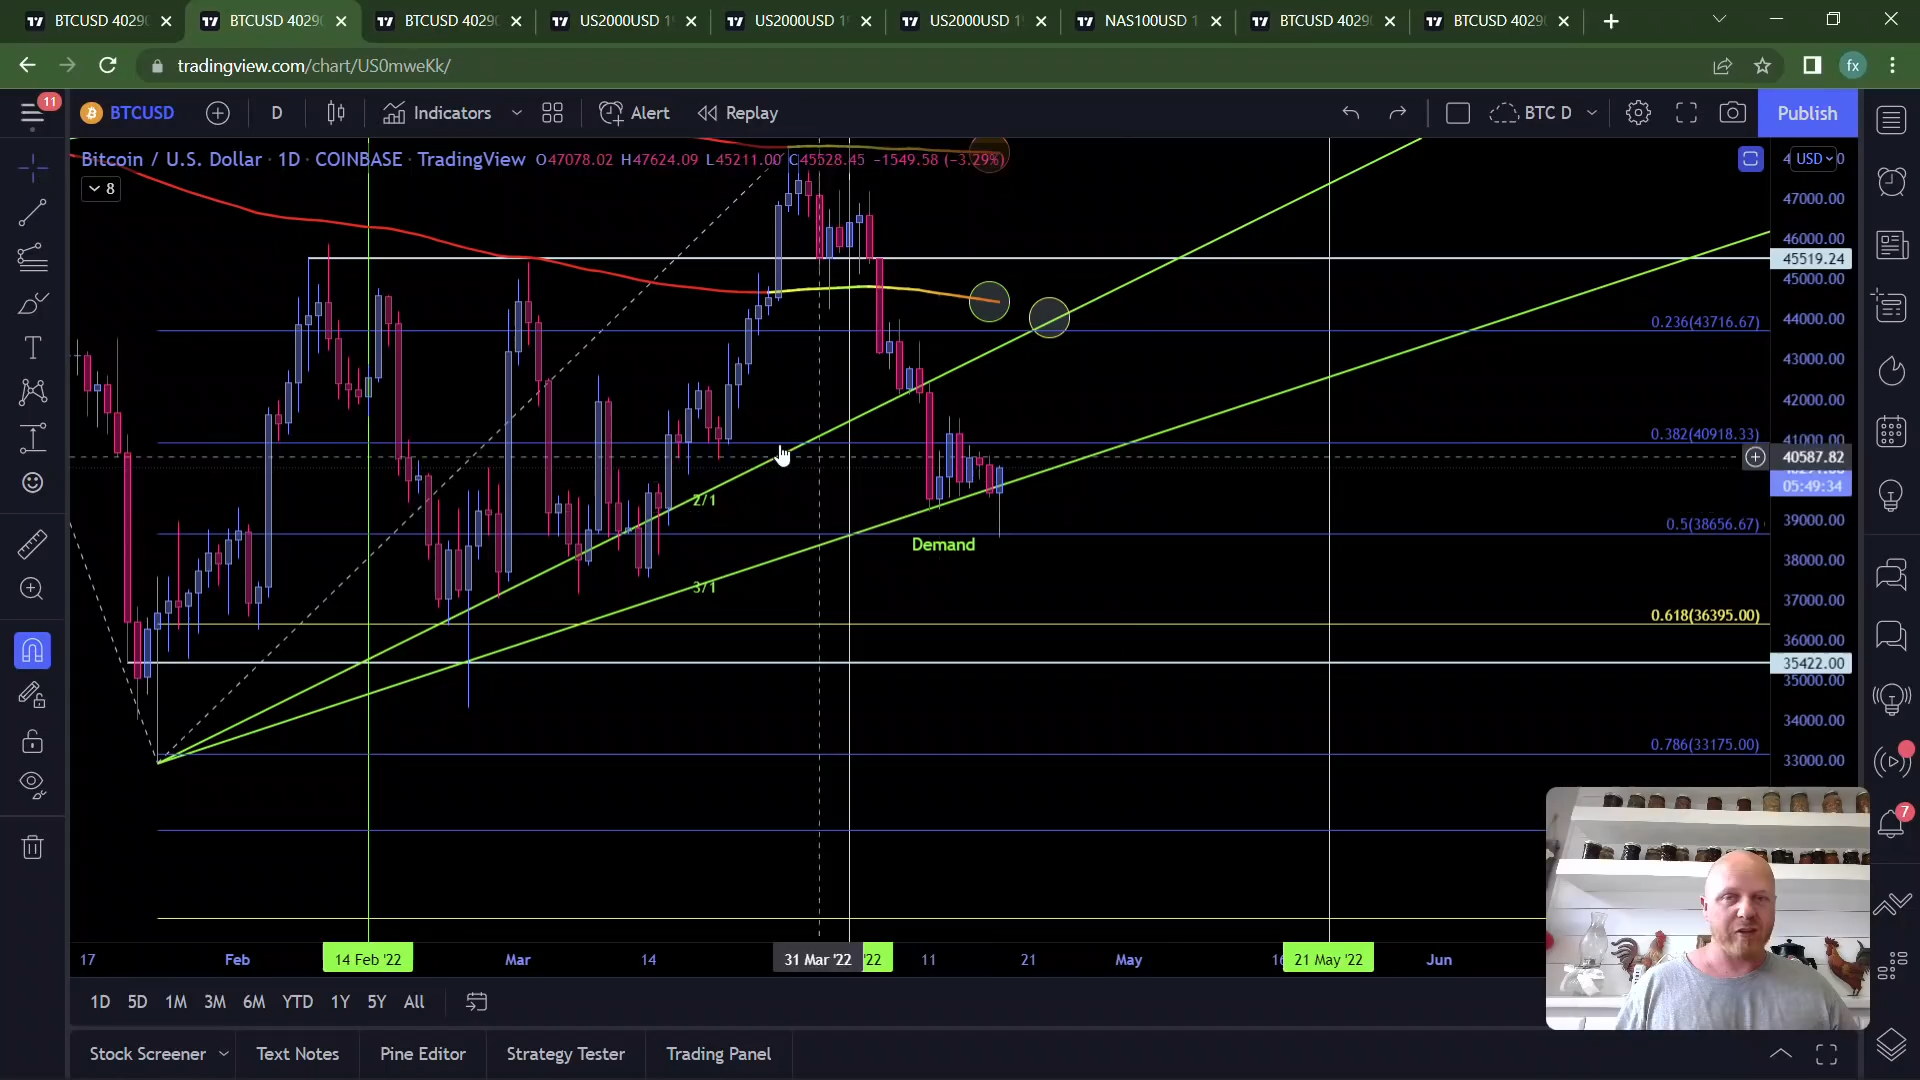 BTCUSD 4029
BTCUSD 4029
BTCUSD 4029
US2000USD 1
US2000USD 1
US2000USD 1
NAS100USD 1
BTCUSD 4029
BTCUSD 4029
tradingview.com/chart/US0mweKk/
fx
11
BTCUSD
D
Indicators
Alert
Replay
BTC D
Publish
Bitcoin / U.S. Dollar · 1D · COINBASE · TradingView O47078.02 H47624.09 L45211.00 C45528.45 −1549.58 (−3.29%)
USD
8
47000.00
46000.00
45519.24
45000.00
44000.00
0.236(43716.67)
43000.00
42000.00
0.382(40918.33)
41000.00
40587.82
05:49:34
2/1
39000.00
0.5(38656.67)
Demand
38000.00
3/1
37000.00
0.618(36395.00)
36000.00
35422.00
35000.00
34000.00
0.786(33175.00)
33000.00
7
17
Feb
14 Feb '22
Mar
14
31 Mar '22
'22
11
21
May
21 May '22
Jun
1D
5D
1M
3M
6M
YTD
1Y
5Y
All
Stock Screener
Text Notes
Pine Editor
Strategy Tester
Trading Panel